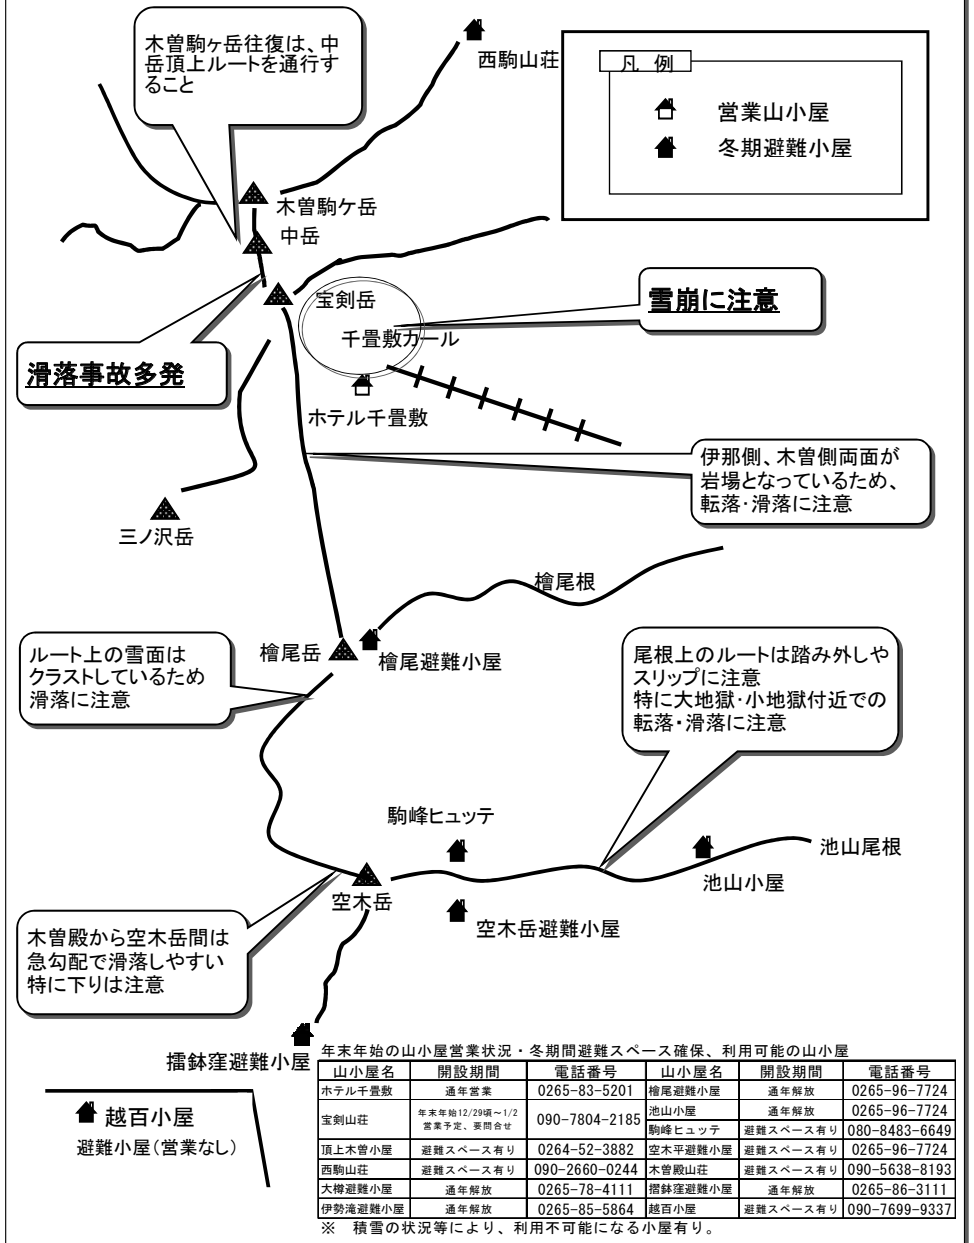 木曽駒ヶ岳往復は、中
岳頂上ルートを通行す
ること
西駒山荘
凡 例
営業山小屋
冬期避難小屋
木曽駒ケ岳
中岳
宝剣岳
千畳敷カール
雪崩に注意
滑落事故多発
ホテル千畳敷
伊那側、木曽側両面が
岩場となっているため、
転落･滑落に注意
三ノ沢岳
檜尾根
檜尾岳
檜尾避難小屋
ルート上の雪面は
クラストしているため
滑落に注意
尾根上のルートは踏み外しや
スリップに注意
特に大地獄･小地獄付近での
転落･滑落に注意
駒峰ヒュッテ
池山尾根
池山小屋
空木岳
空木岳避難小屋
木曽殿から空木岳間は
急勾配で滑落しやすい
特に下りは注意
擂鉢窪避難小屋
越百小屋
避難小屋(営業なし)
年末年始の山小屋営業状況・冬期間避難スペース確保、利用可能の山小屋
山小屋名 開設期間 電話番号 山小屋名 開設期間 電話番号
ホテル千畳敷 通年営業 0265-83-5201 檜尾避難小屋 通年解放 0265-96-7724
宝剣山荘 年末年始12/29頃～1/2 営業予定、要問合せ 090-7804-2185 池山小屋 通年解放 0265-96-7724
駒峰ヒュッテ 避難スペース有り 080-8483-6649
頂上木曽小屋 避難スペース有り 0264-52-3882 空木平避難小屋 避難スペース有り 0265-96-7724
西駒山荘 避難スペース有り 090-2660-0244 木曽殿山荘 避難スペース有り 090-5638-8193
大樽避難小屋 通年解放 0265-78-4111 摺鉢窪避難小屋 通年解放 0265-86-3111
伊勢滝避難小屋 通年解放 0265-85-5864 越百小屋 避難スペース有り 090-7699-9337
※ 積雪の状況等により、利用不可能になる小屋有り。